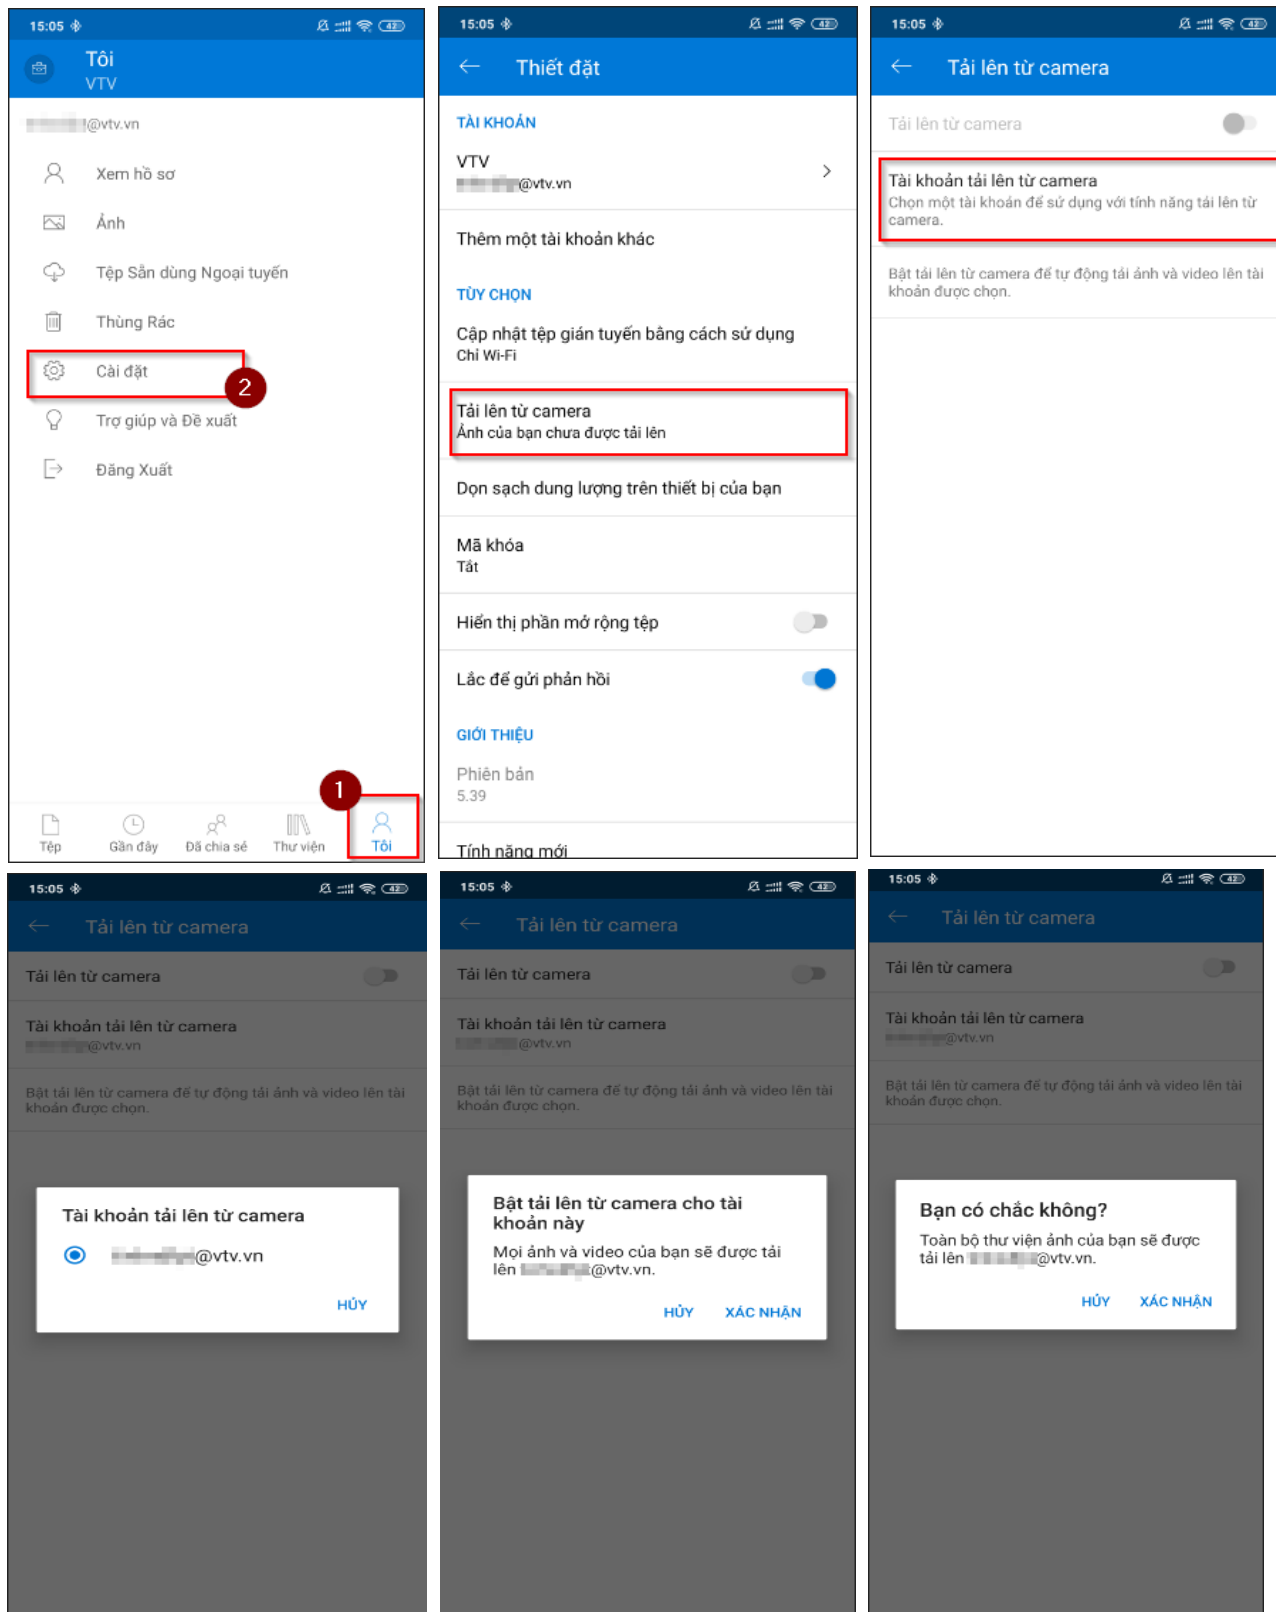 15:05
42
Tôi
VTV
@vtv.vn
Xem hồ sơ
Ảnh
Tệp Sẵn dùng Ngoại tuyến
Thùng Rác
Cài đặt
2
Trợ giúp và Đề xuất
Đăng Xuất
1
Tệp
Gần đây
Đã chia sẻ
Thư viện
Tôi
15:05
42
Thiết đặt
TÀI KHOẢN
VTV
@vtv.vn
Thêm một tài khoản khác
TÙY CHỌN
Cập nhật tệp gián tuyến bằng cách sử dụng
Chỉ Wi-Fi
Tải lên từ camera
Ảnh của bạn chưa được tải lên
Dọn sạch dung lượng trên thiết bị của bạn
Mã khóa
Tắt
Hiển thị phần mở rộng tệp
Lắc để gửi phản hồi
GIỚI THIỆU
Phiên bản
5.39
Tính năng mới
15:05
42
Tải lên từ camera
Tải lên từ camera
Tài khoản tải lên từ camera
Chọn một tài khoản để sử dụng với tính năng tải lên từ
camera.
Bật tải lên từ camera để tự động tải ảnh và video lên tài
khoản được chọn.
15:05
42
Tải lên từ camera
Tải lên từ camera
Tài khoản tải lên từ camera
@vtv.vn
Bật tải lên từ camera để tự động tải ảnh và video lên tài
khoản được chọn.
Tài khoản tải lên từ camera
@vtv.vn
HỦY
15:05
42
Tải lên từ camera
Tải lên từ camera
Tài khoản tải lên từ camera
@vtv.vn
Bật tải lên từ camera để tự động tải ảnh và video lên tài
khoản được chọn.
Bật tải lên từ camera cho tài
khoản này
Mọi ảnh và video của bạn sẽ được tải
lên @vtv.vn.
HỦY XÁC NHẬN
15:05
42
Tải lên từ camera
Tải lên từ camera
Tài khoản tải lên từ camera
@vtv.vn
Bật tải lên từ camera để tự động tải ảnh và video lên tài
khoản được chọn.
Bạn có chắc không?
Toàn bộ thư viện ảnh của bạn sẽ được
tải lên @vtv.vn.
HỦY XÁC NHẬN